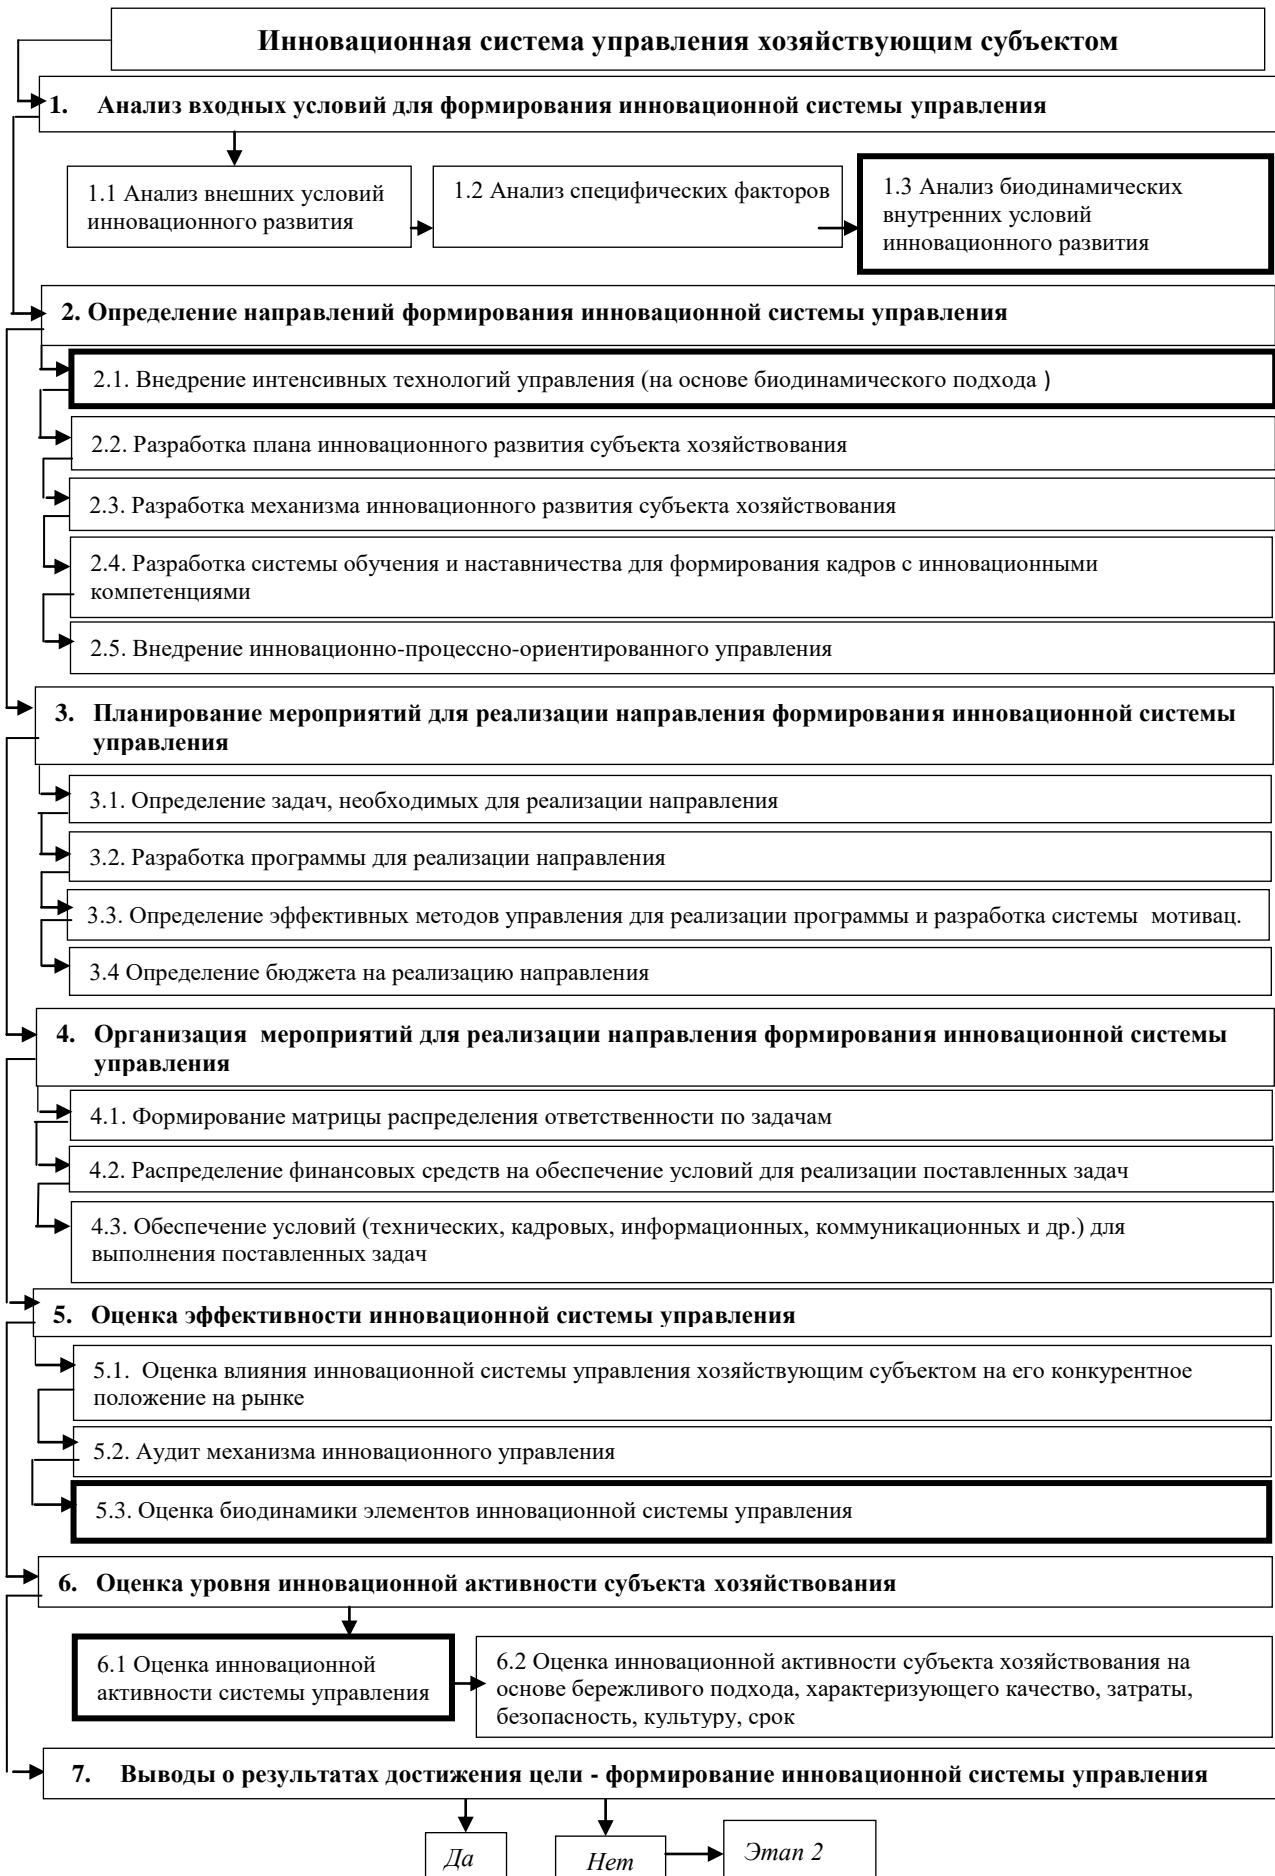 Инновационная система управления хозяйствующим субъектом
1. Анализ входных условий для формирования инновационной системы управления
1.1 Анализ внешних условий
инновационного развития
1.2 Анализ специфических факторов
1.3 Анализ биодинамических
внутренних условий
инновационного развития
2. Определение направлений формирования инновационной системы управления
2.1. Внедрение интенсивных технологий управления (на основе биодинамического подхода )
2.2. Разработка плана инновационного развития субъекта хозяйствования
2.3. Разработка механизма инновационного развития субъекта хозяйствования
2.4. Разработка системы обучения и наставничества для формирования кадров с инновационными
компетенциями
2.5. Внедрение инновационно-процессно-ориентированного управления
3. Планирование мероприятий для реализации направления формирования инновационной системы
управления
3.1. Определение задач, необходимых для реализации направления
3.2. Разработка программы для реализации направления
3.3. Определение эффективных методов управления для реализации программы и разработка системы мотивац.
3.4 Определение бюджета на реализацию направления
4. Организация мероприятий для реализации направления формирования инновационной системы
управления
4.1. Формирование матрицы распределения ответственности по задачам
4.2. Распределение финансовых средств на обеспечение условий для реализации поставленных задач
4.3. Обеспечение условий (технических, кадровых, информационных, коммуникационных и др.) для
выполнения поставленных задач
5. Оценка эффективности инновационной системы управления
5.1. Оценка влияния инновационной системы управления хозяйствующим субъектом на его конкурентное
положение на рынке
5.2. Аудит механизма инновационного управления
5.3. Оценка биодинамики элементов инновационной системы управления
6. Оценка уровня инновационной активности субъекта хозяйствования
6.1 Оценка инновационной
активности системы управления
6.2 Оценка инновационной активности субъекта хозяйствования на
основе бережливого подхода, характеризующего качество, затраты,
безопасность, культуру, срок
7. Выводы о результатах достижения цели - формирование инновационной системы управления
Да
Нет
Этап 2